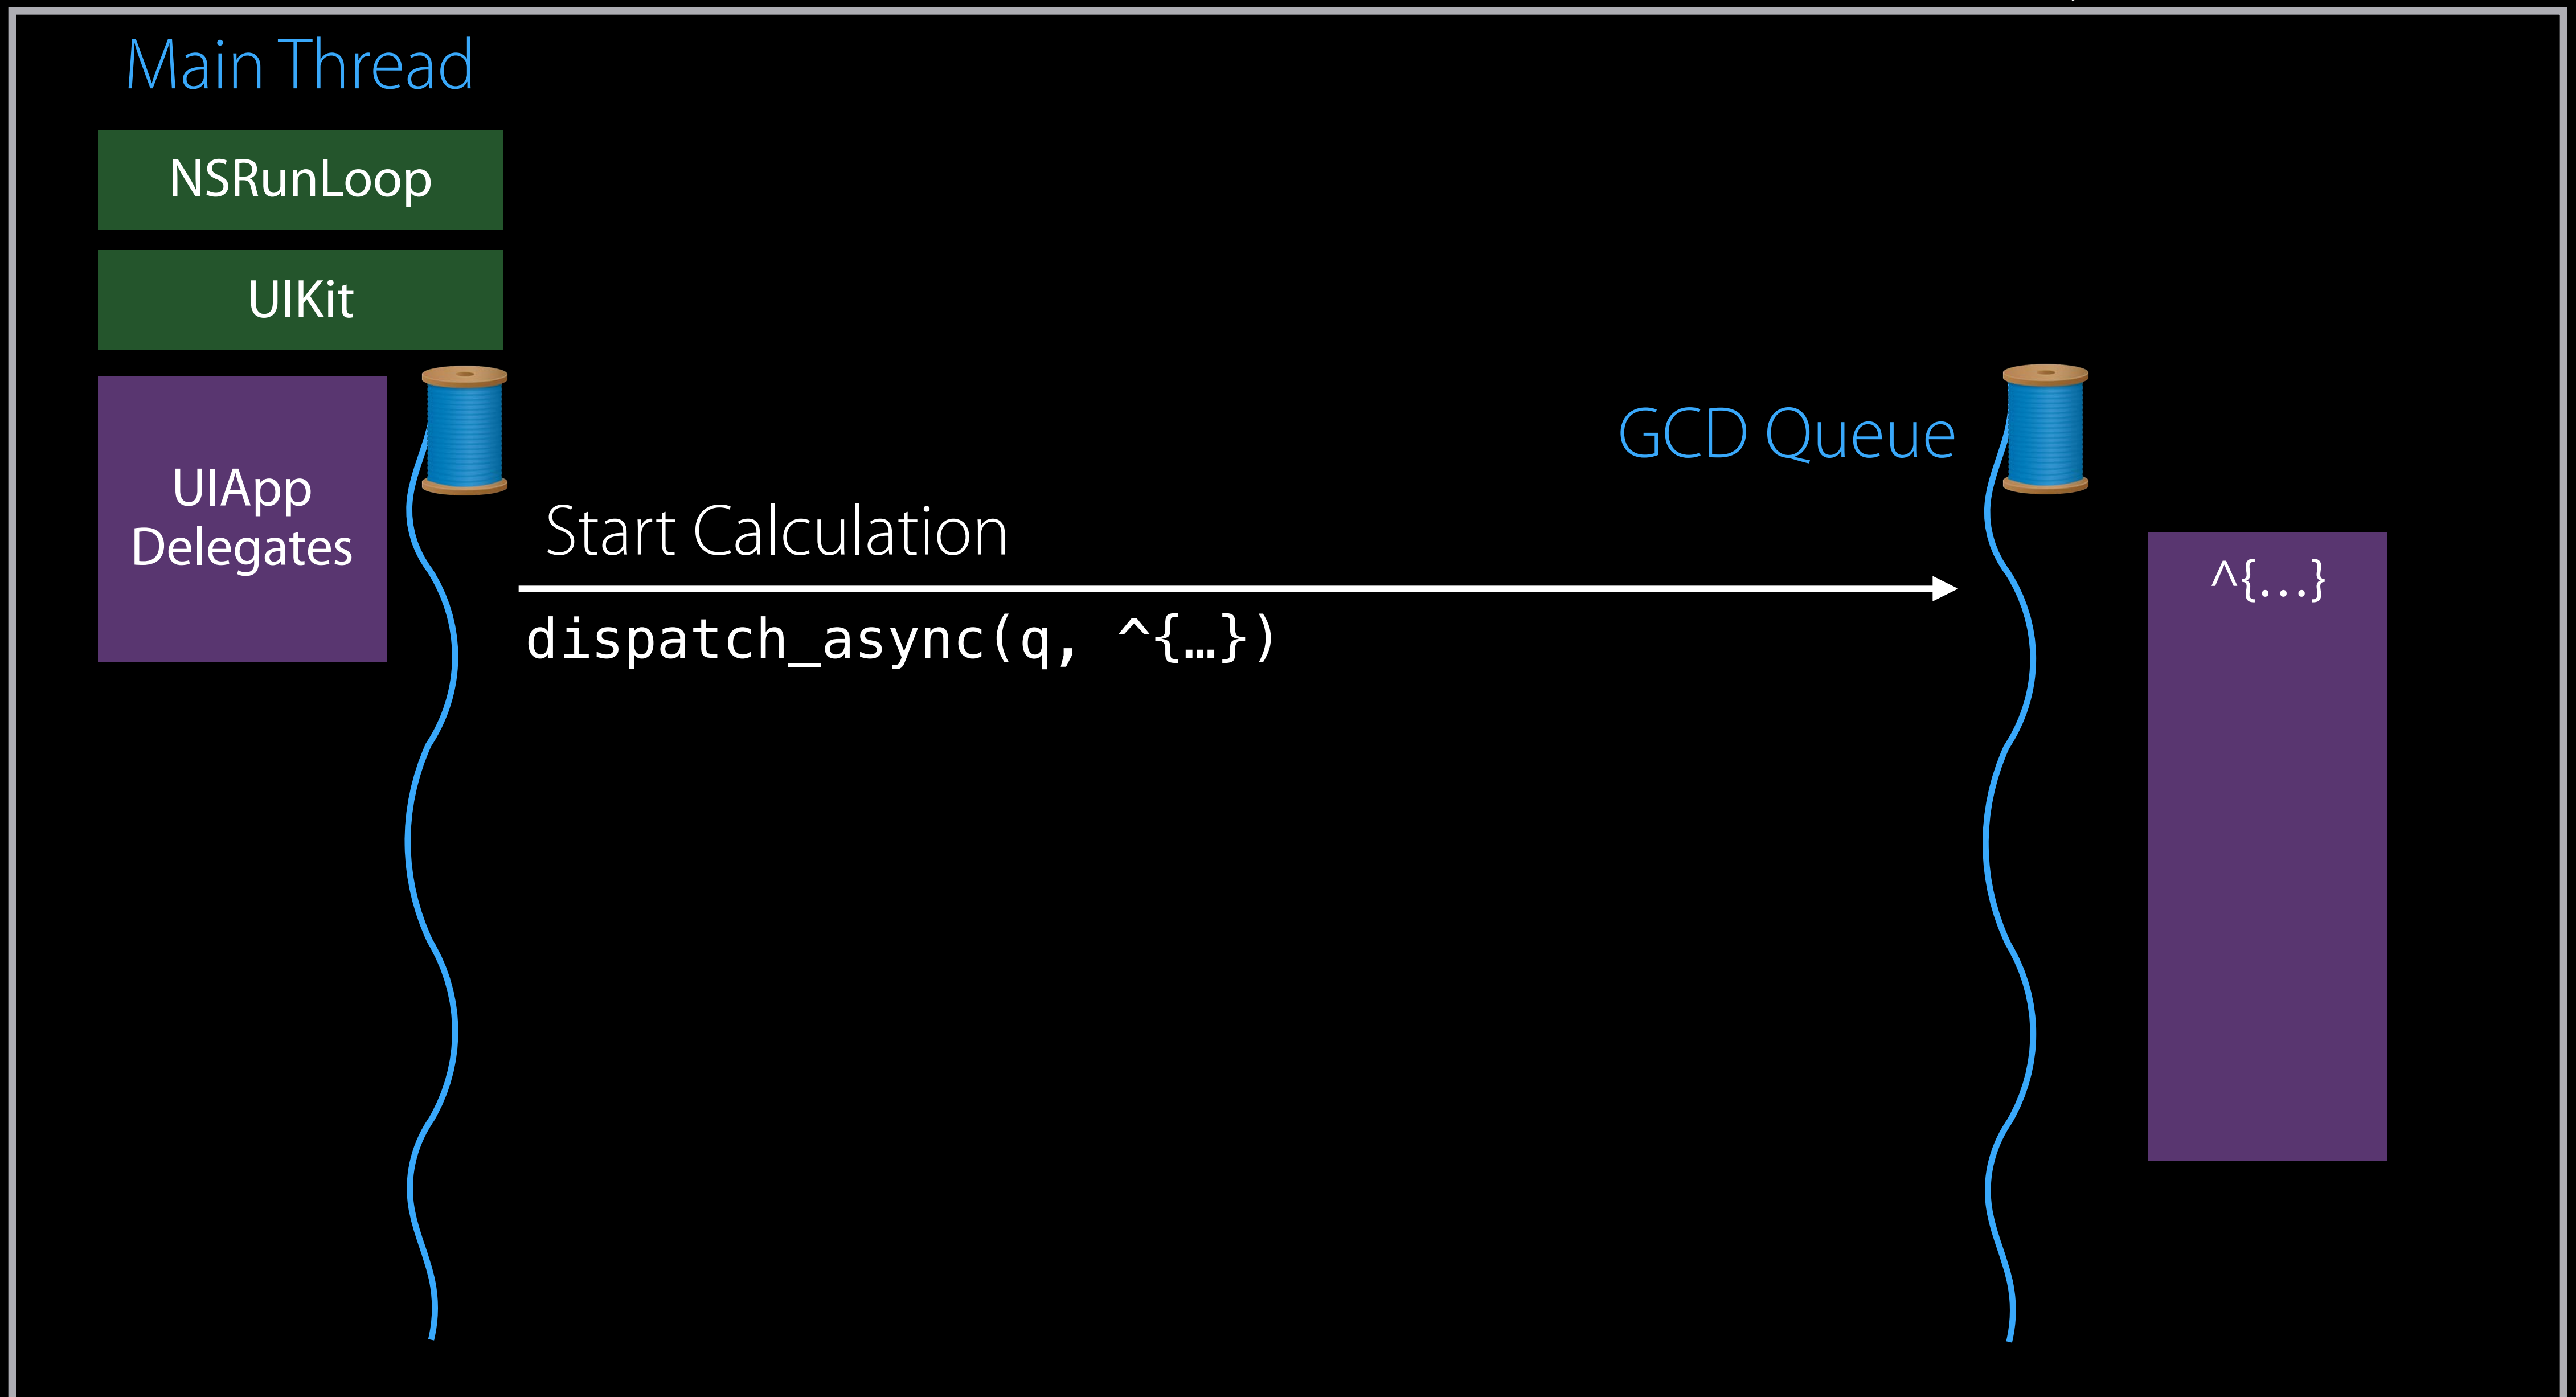 Main Thread
NSRunLoop
UIKit
UIApp
Delegates
GCD Queue
Start Calculation
dispatch_async(q, ^{…})
^{…}